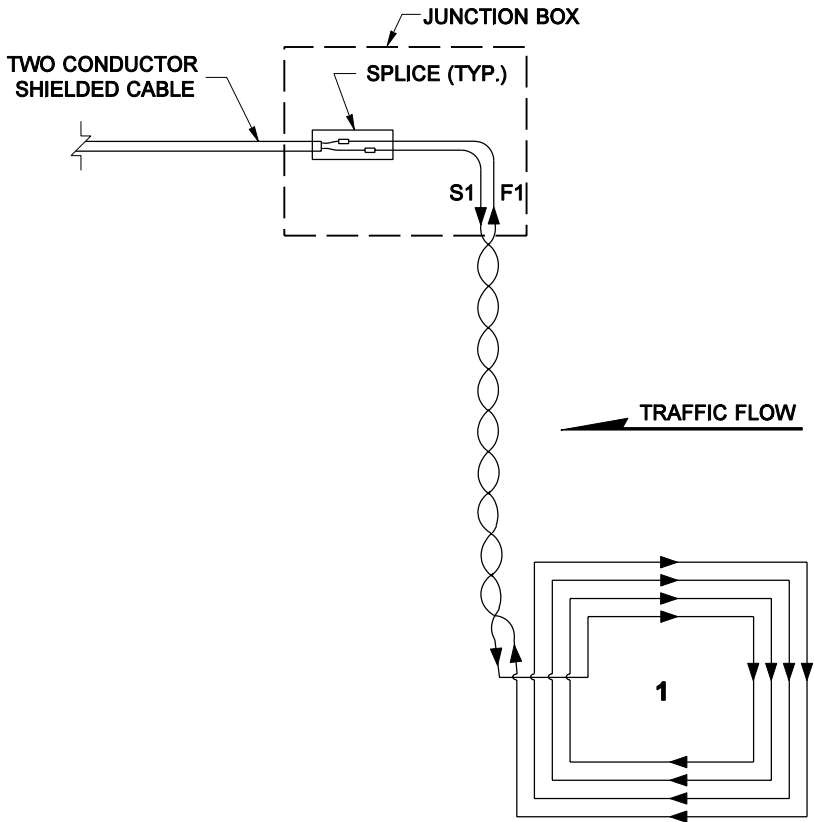 JUNCTION BOX
TWO CONDUCTOR
SHIELDED CABLE
SPLICE (TYP.)
S1
F1
TRAFFIC FLOW
1